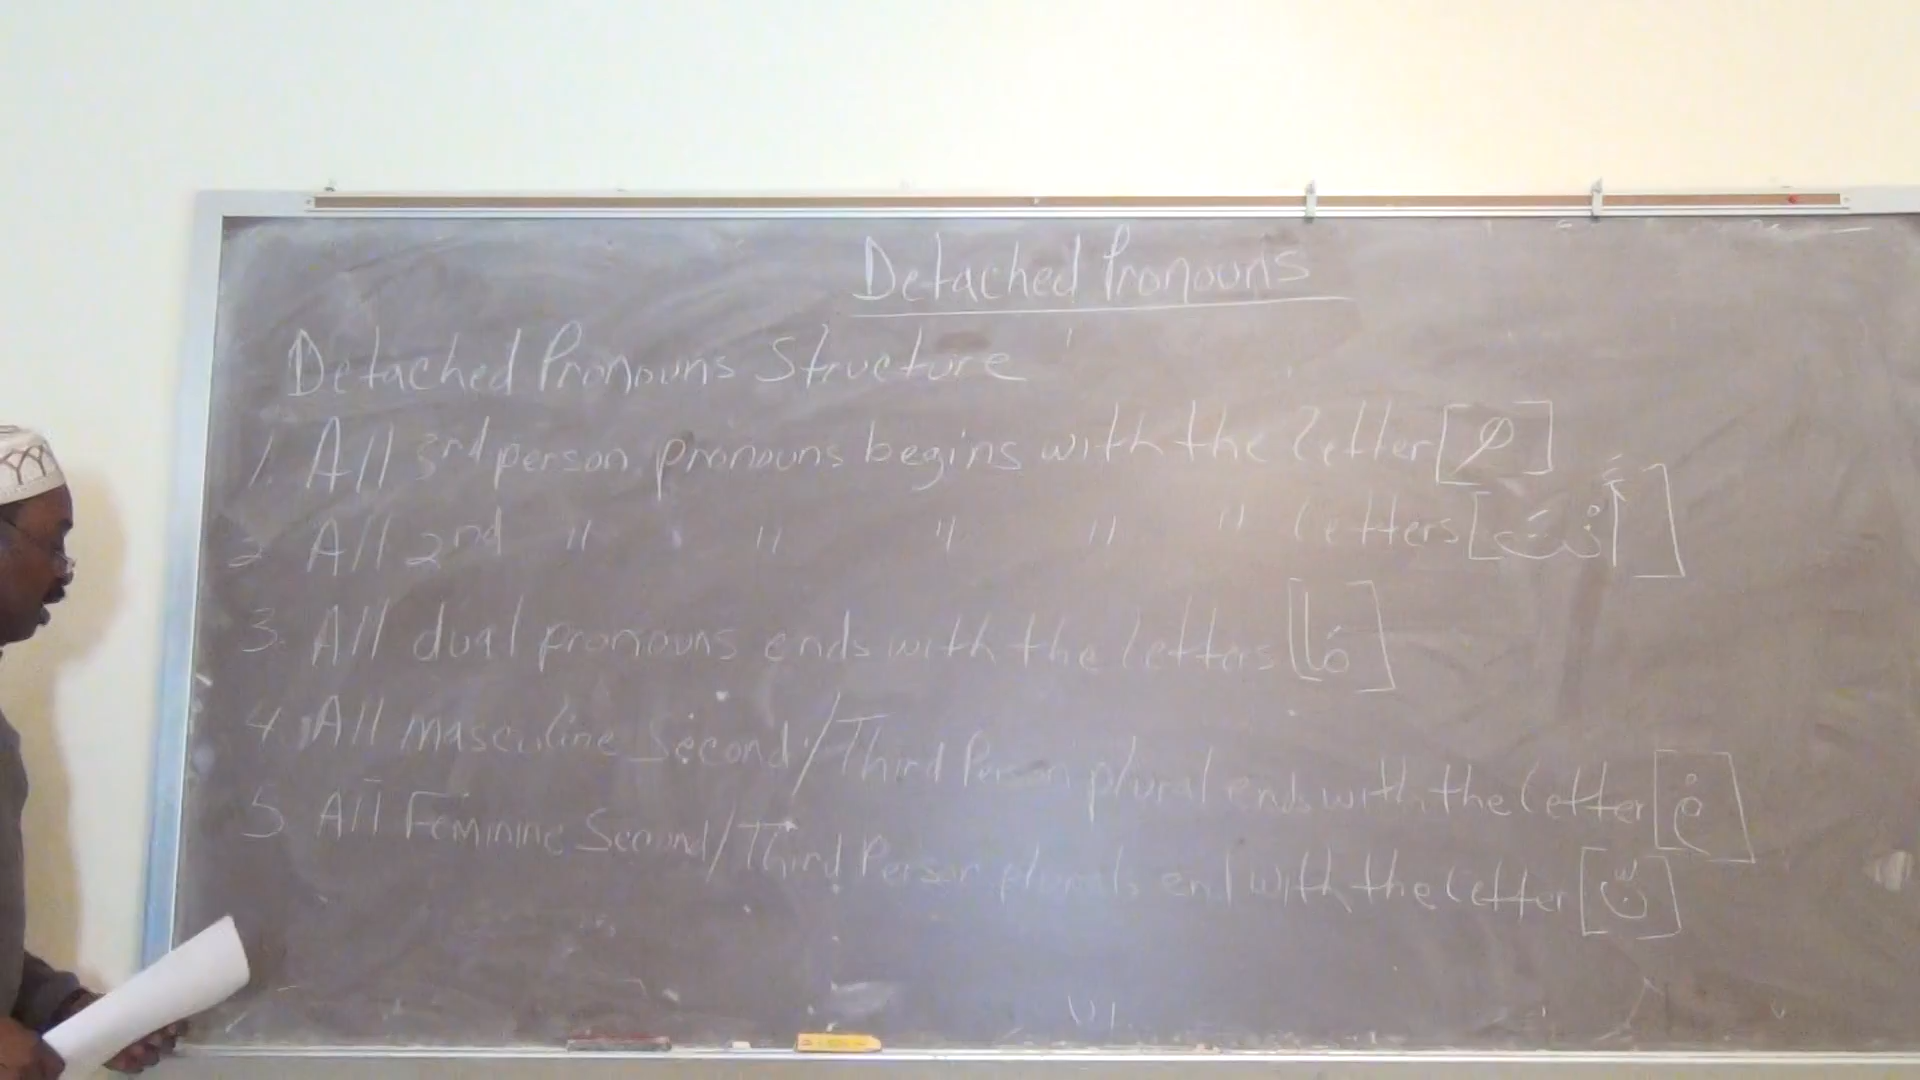 Detached Pronouns
Detached Pronouns Structure
1. All 3rd person pronouns begins with the letter [ه]
2 All 2nd " " " " " letters [أَنْتَ]
3. All dual pronouns ends with the letters [مَا]
4. All masculine Second/Third Person plural ends with the letter [مْ]
5 All Feminine Second/Third Person plurals end with the letter [نّ]